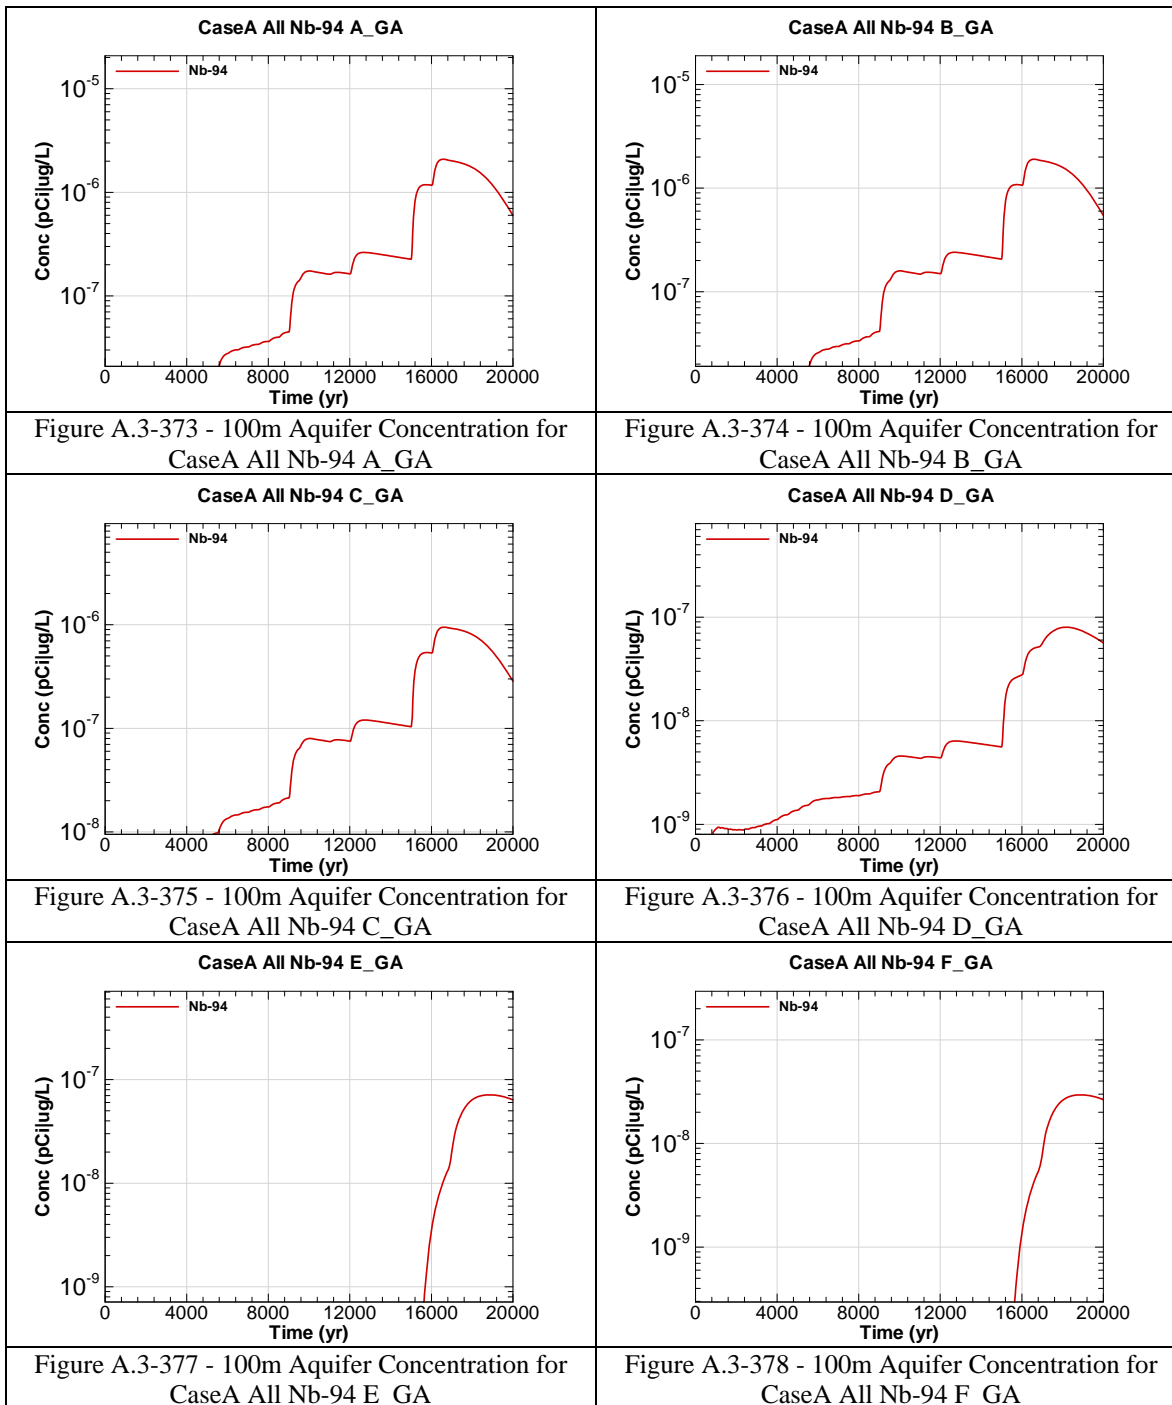 CaseA All Nb-94 A_GA
Nb-94
10-5
10-6
10-7
Conc (pCi|ug/L)
0 4000 8000 12000 16000 20000
Time (yr)
Figure A.3-373 - 100m Aquifer Concentration for
CaseA All Nb-94 A_GA
CaseA All Nb-94 B_GA
Nb-94
10-5
10-6
10-7
Conc (pCi|ug/L)
0 4000 8000 12000 16000 20000
Time (yr)
Figure A.3-374 - 100m Aquifer Concentration for
CaseA All Nb-94 B_GA
CaseA All Nb-94 C_GA
Nb-94
10-6
10-7
10-8
Conc (pCi|ug/L)
0 4000 8000 12000 16000 20000
Time (yr)
Figure A.3-375 - 100m Aquifer Concentration for
CaseA All Nb-94 C_GA
CaseA All Nb-94 D_GA
Nb-94
10-7
10-8
10-9
Conc (pCi|ug/L)
0 4000 8000 12000 16000 20000
Time (yr)
Figure A.3-376 - 100m Aquifer Concentration for
CaseA All Nb-94 D_GA
CaseA All Nb-94 E_GA
Nb-94
10-7
10-8
10-9
Conc (pCi|ug/L)
0 4000 8000 12000 16000 20000
Time (yr)
Figure A.3-377 - 100m Aquifer Concentration for
CaseA All Nb-94 E_GA
CaseA All Nb-94 F_GA
Nb-94
10-7
10-8
10-9
Conc (pCi|ug/L)
0 4000 8000 12000 16000 20000
Time (yr)
Figure A.3-378 - 100m Aquifer Concentration for
CaseA All Nb-94 F_GA